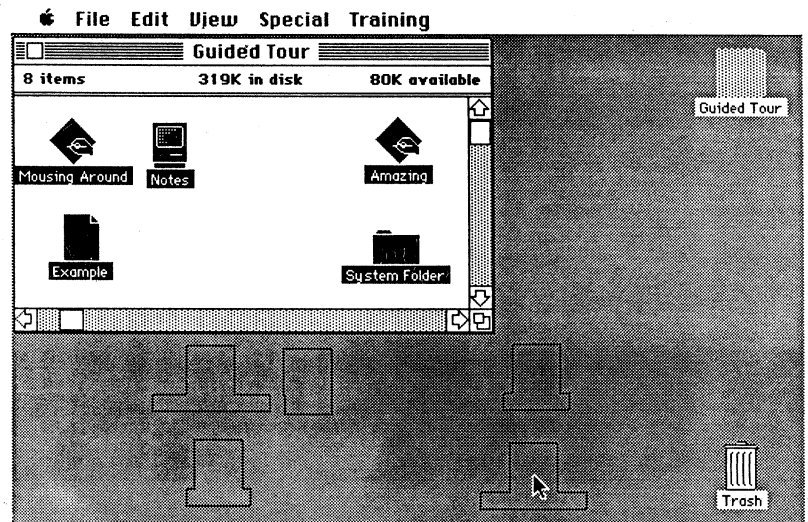 File Edit View Special Training
Guided Tour
8 items 319K in disk 80K available
Guided Tour
Mousing Around Notes Amazing
Example System Folder
Trash